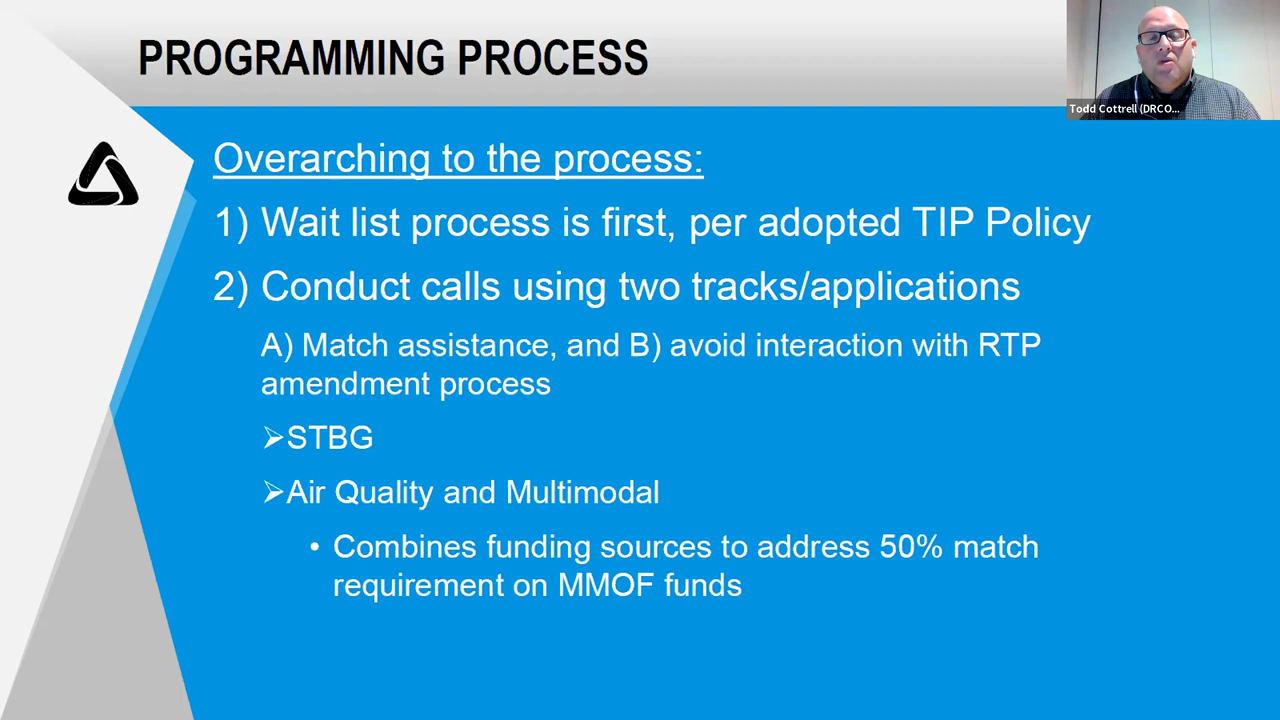 PROGRAMMING PROCESS
Todd Cottrell (DRCO...
Overarching to the process:
1) Wait list process is first, per adopted TIP Policy
2) Conduct calls using two tracks/applications
A) Match assistance, and B) avoid interaction with RTP
amendment process
➢STBG
➢Air Quality and Multimodal
• Combines funding sources to address 50% match
requirement on MMOF funds